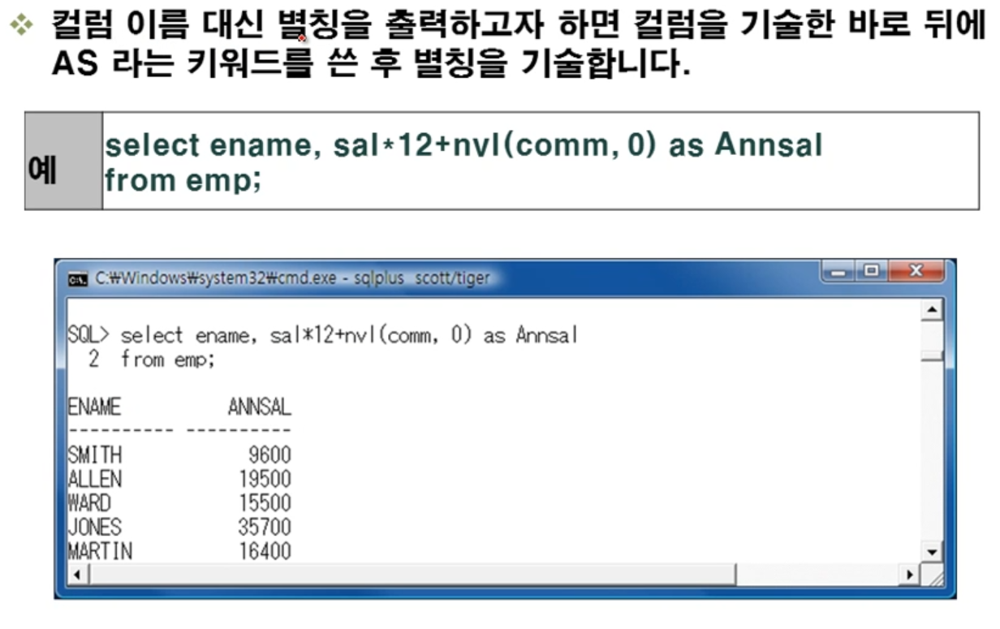 컬럼 이름 대신 별칭을 출력하고자 하면 컬럼을 기술한 바로 뒤에
AS 라는 키워드를 쓴 후 별칭을 기술합니다.
예
select ename, sal*12+nvl(comm, 0) as Annsal
from emp;
C:₩Windows₩system32₩cmd.exe - sqlplus scott/tiger
SQL> select ename, sal*12+nvl(comm, 0) as Annsal
2 from emp;
ENAME ANNSAL
---------- ----------
SMITH 9600
ALLEN 19500
WARD 15500
JONES 35700
MARTIN 16400